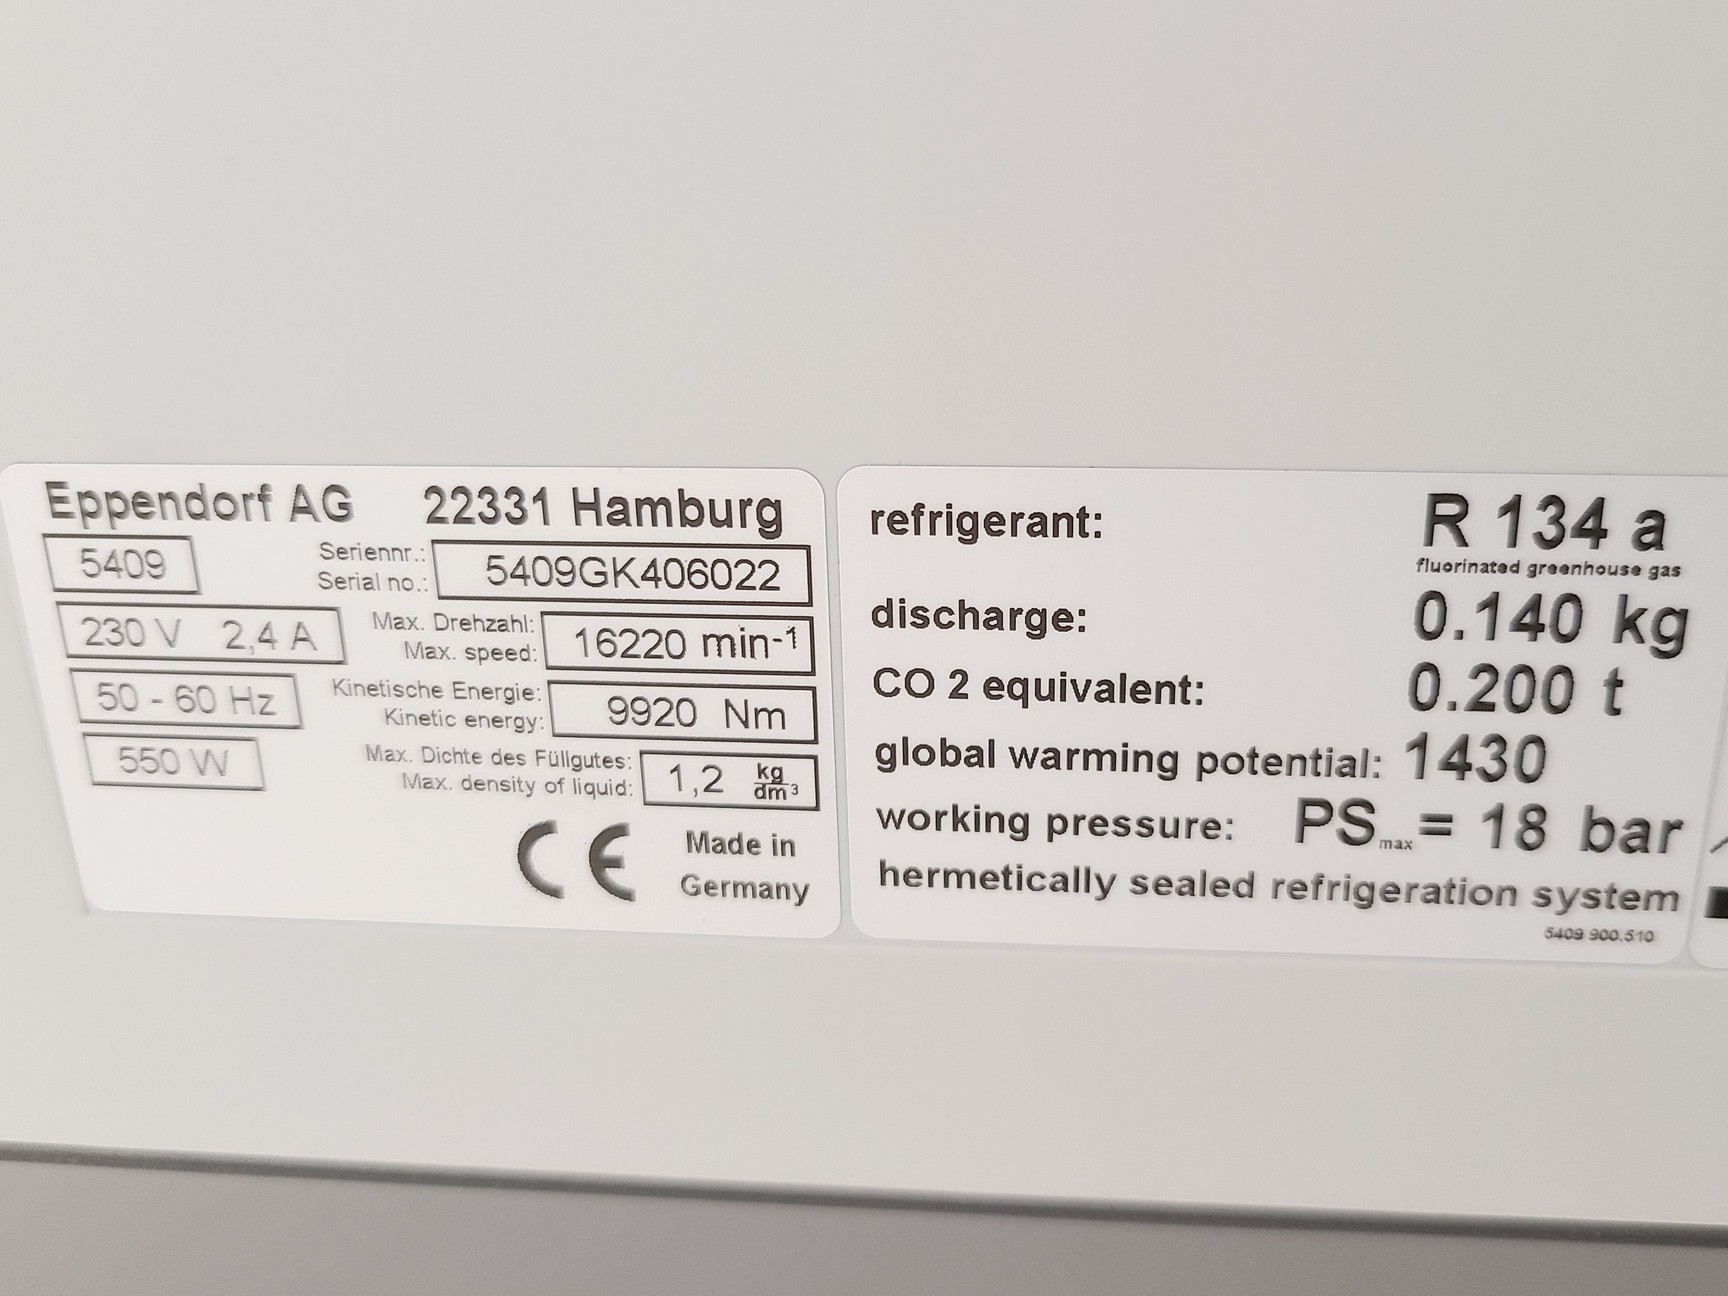 Eppendorf AG 22331 Hamburg
5409
Seriennr.:
Serial no.:
5409GK406022
230 V 2,4 A
Max. Drehzahl:
Max. speed:
16220 min-1
50 - 60 Hz
Kinetische Energie:
Kinetic energy:
9920 Nm
550 W
Max. Dichte des Füllgutes:
Max. density of liquid:
1,2 kg/dm³
CE
Made in
Germany
refrigerant: R 134 a
fluorinated greenhouse gas
discharge: 0.140 kg
CO 2 equivalent: 0.200 t
global warming potential: 1430
working pressure: PSmax = 18 bar
hermetically sealed refrigeration system
5409 900.510